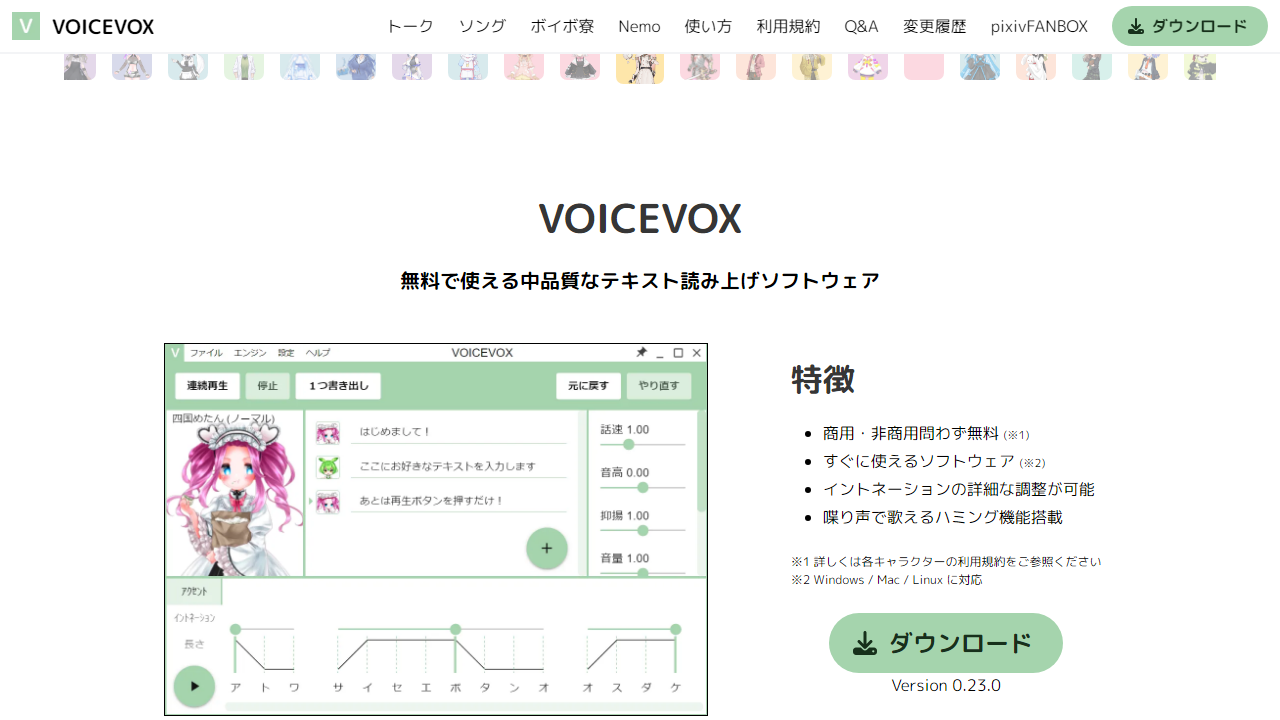 V VOICEVOX トーク ソング ボイボ寮 Nemo 使い方 利用規約 Q&A 変更履歴 pixivFANBOX ダウンロード
VOICEVOX
無料で使える中品質なテキスト読み上げソフトウェア
V ファイル エンジン 設定 ヘルプ VOICEVOX
連続再生 停止 1つ書き出し 元に戻す やり直す
四国めたん (ノーマル)
はじめまして!
ここにお好きなテキストを入力します
あとは再生ボタンを押すだけ!
話速 1.00
音高 0.00
抑揚 1.00
音量 1.00
アクセント
イントネーション
長さ
ア ト ワ サ イ セ エ ボ タ ン オ オ ス ダ ケ
特徴
商用・非商用問わず無料 (※1)
すぐに使えるソフトウェア (※2)
イントネーションの詳細な調整が可能
喋り声で歌えるハミング機能搭載
※1 詳しくは各キャラクターの利用規約をご参照ください
※2 Windows / Mac / Linux に対応
ダウンロード
Version 0.23.0